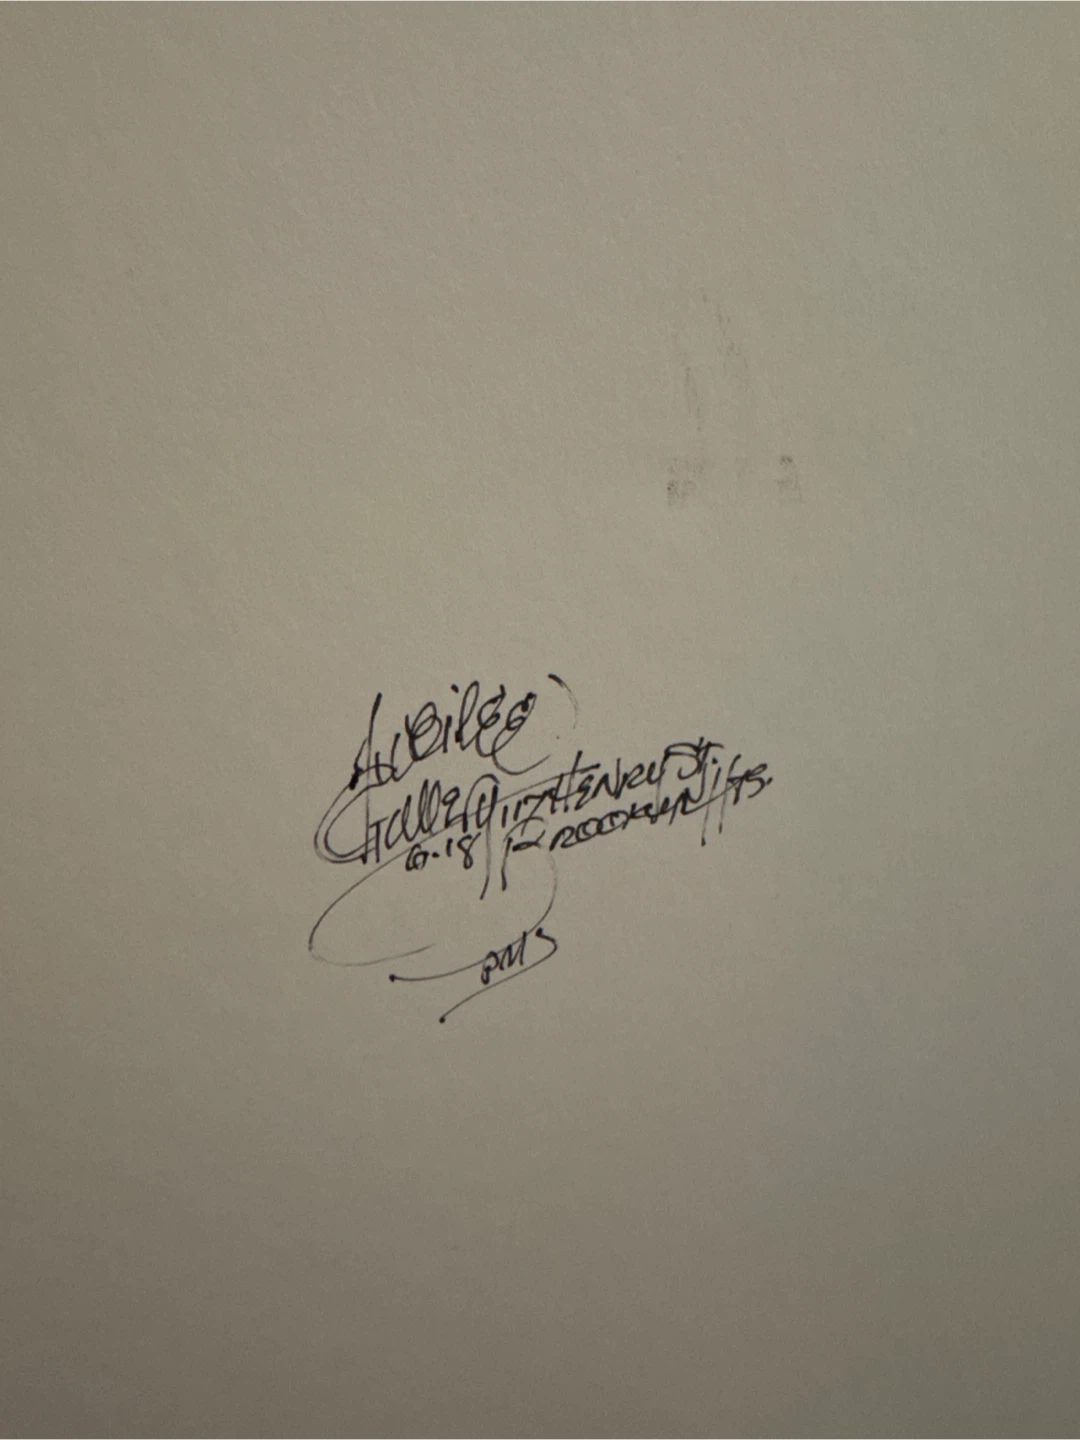 Jubilee
Gallery, 117 HENRY ST.
6.18 BROOKLYN HTS.